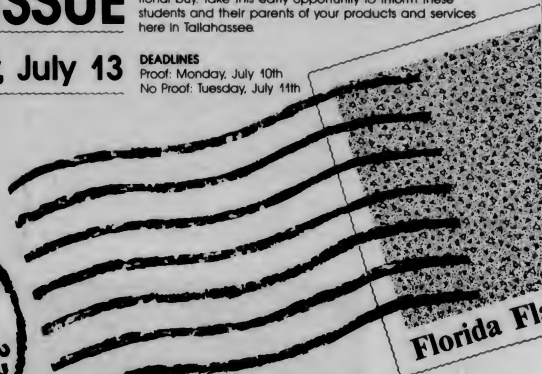 ISSUE
tional buy. Take this early opportunity to inform these
students and their parents of your products and services
here in Tallahassee.
July 13
DEADLINES
Proof: Monday, July 10th
No Proof: Tuesday, July 11th
Florida Fl